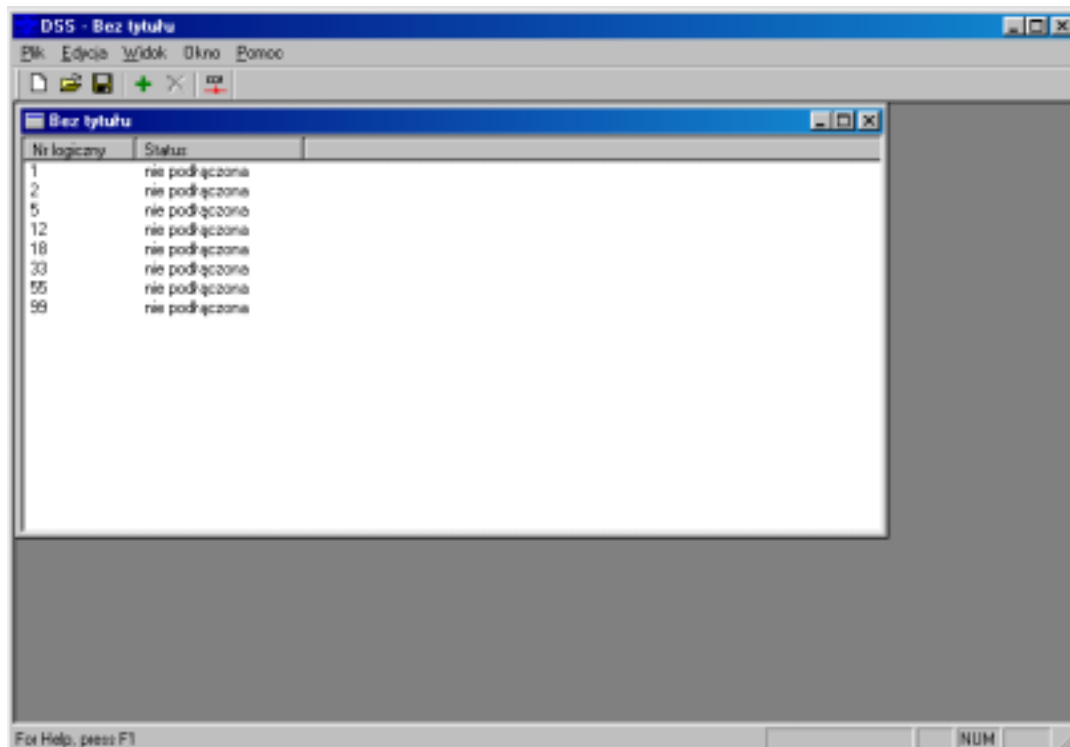 DSS - Bez tytułu
Plik Edycja Widok Okno Pomoc
Bez tytułu
Nr logiczny Status
1 nie podłączona
2 nie podłączona
5 nie podłączona
12 nie podłączona
18 nie podłączona
33 nie podłączona
55 nie podłączona
99 nie podłączona
For Help, press F1 NUM